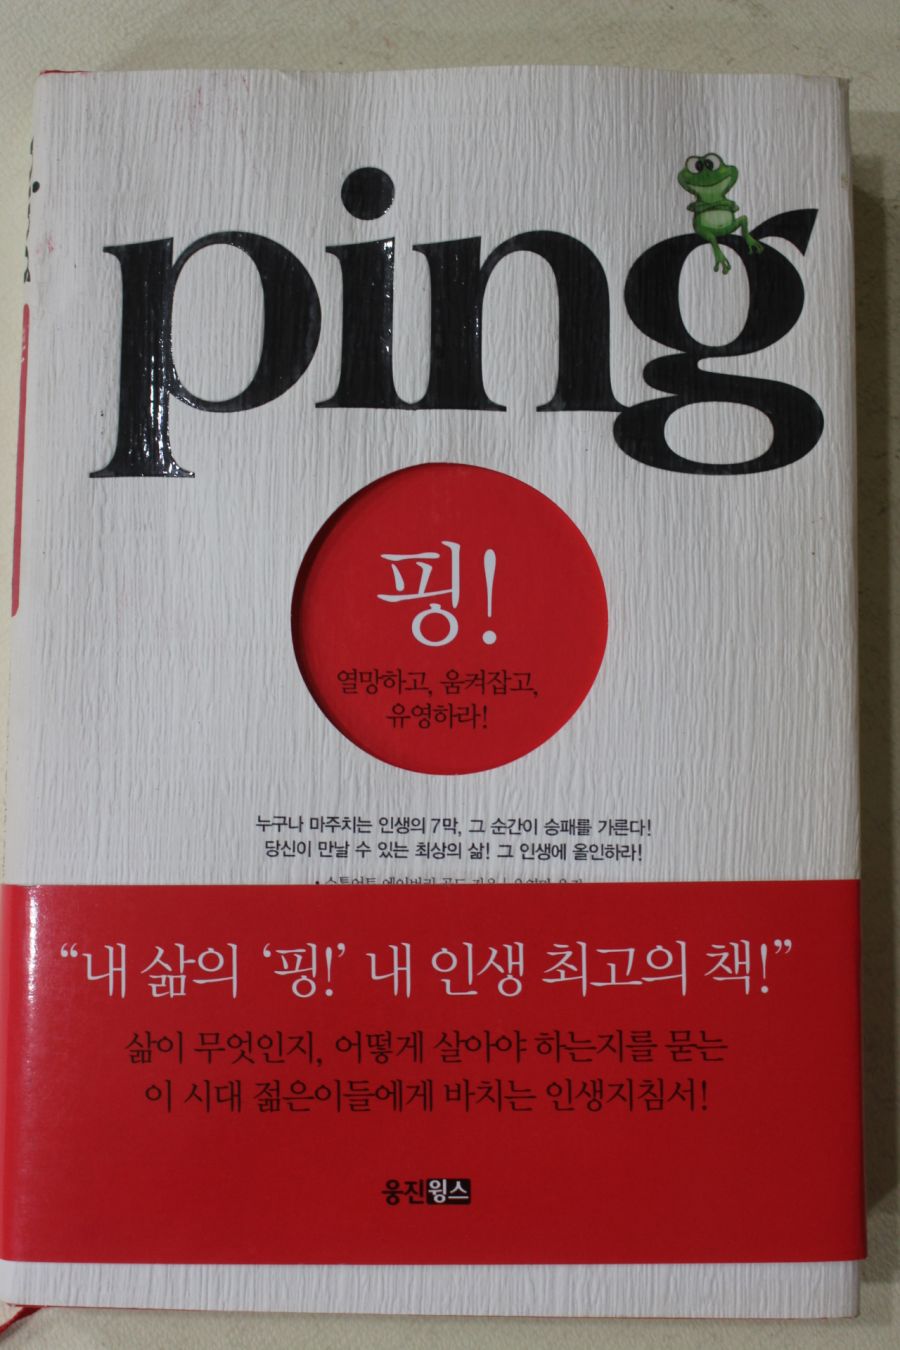 ping
핑!
열망하고, 움켜잡고,
유영하라!
누구나 마주치는 인생의 7막, 그 순간이 승패를 가른다!
당신이 만날 수 있는 최상의 삶! 그 인생에 올인하라!
“내 삶의 ‘핑!’ 내 인생 최고의 책!”
삶이 무엇인지, 어떻게 살아야 하는지를 묻는
이 시대 젊은이들에게 바치는 인생지침서!
웅진윙스